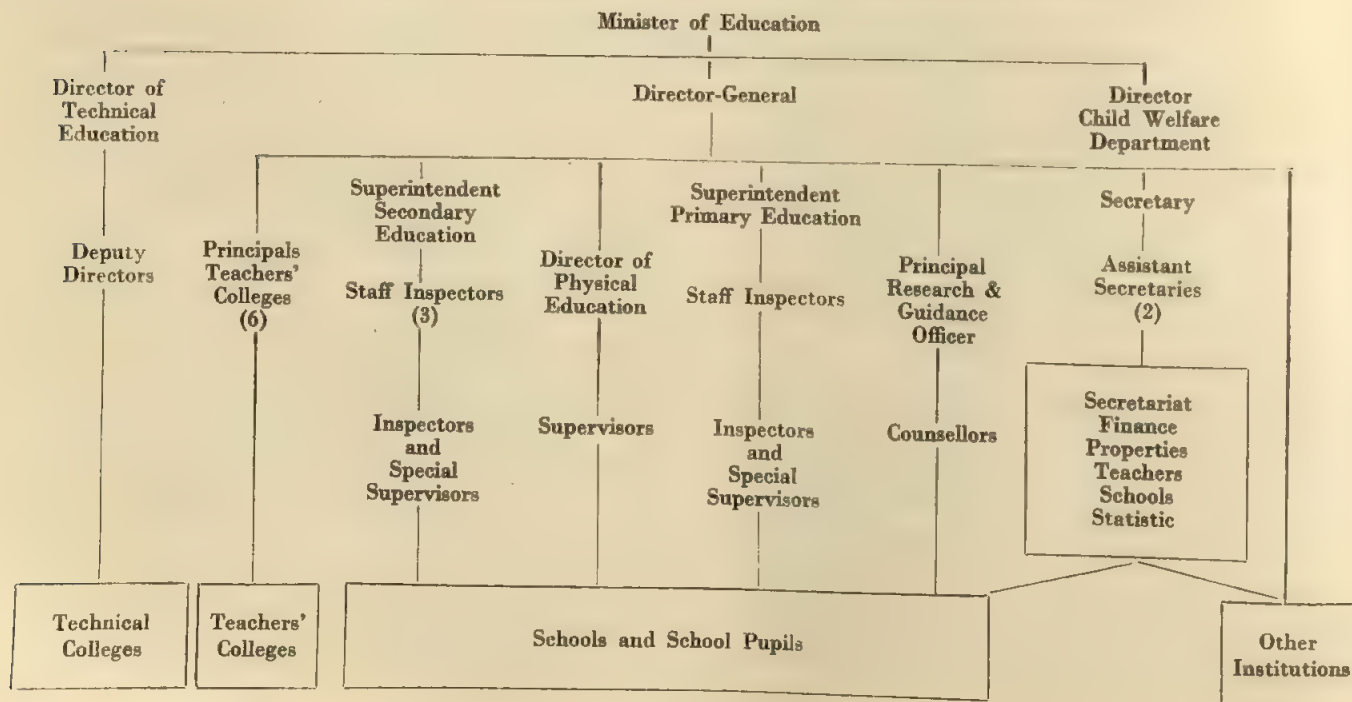 Minister of Education
Director of
Technical
Education
Director-General
Director
Child Welfare
Department
Superintendent
Secondary
Education
Superintendent
Primary Education
Secretary
Deputy
Directors
Principals
Teachers'
Colleges
(6)
Staff Inspectors
(3)
Director of
Physical
Education
Staff Inspectors
Principal
Research &
Guidance
Officer
Assistant
Secretaries
(2)
Inspectors
and
Special
Supervisors
Supervisors
Inspectors
and
Special
Supervisors
Counsellors
Secretariat
Finance
Properties
Teachers
Schools
Statistic
Technical
Colleges
Teachers'
Colleges
Schools and School Pupils
Other
Institutions